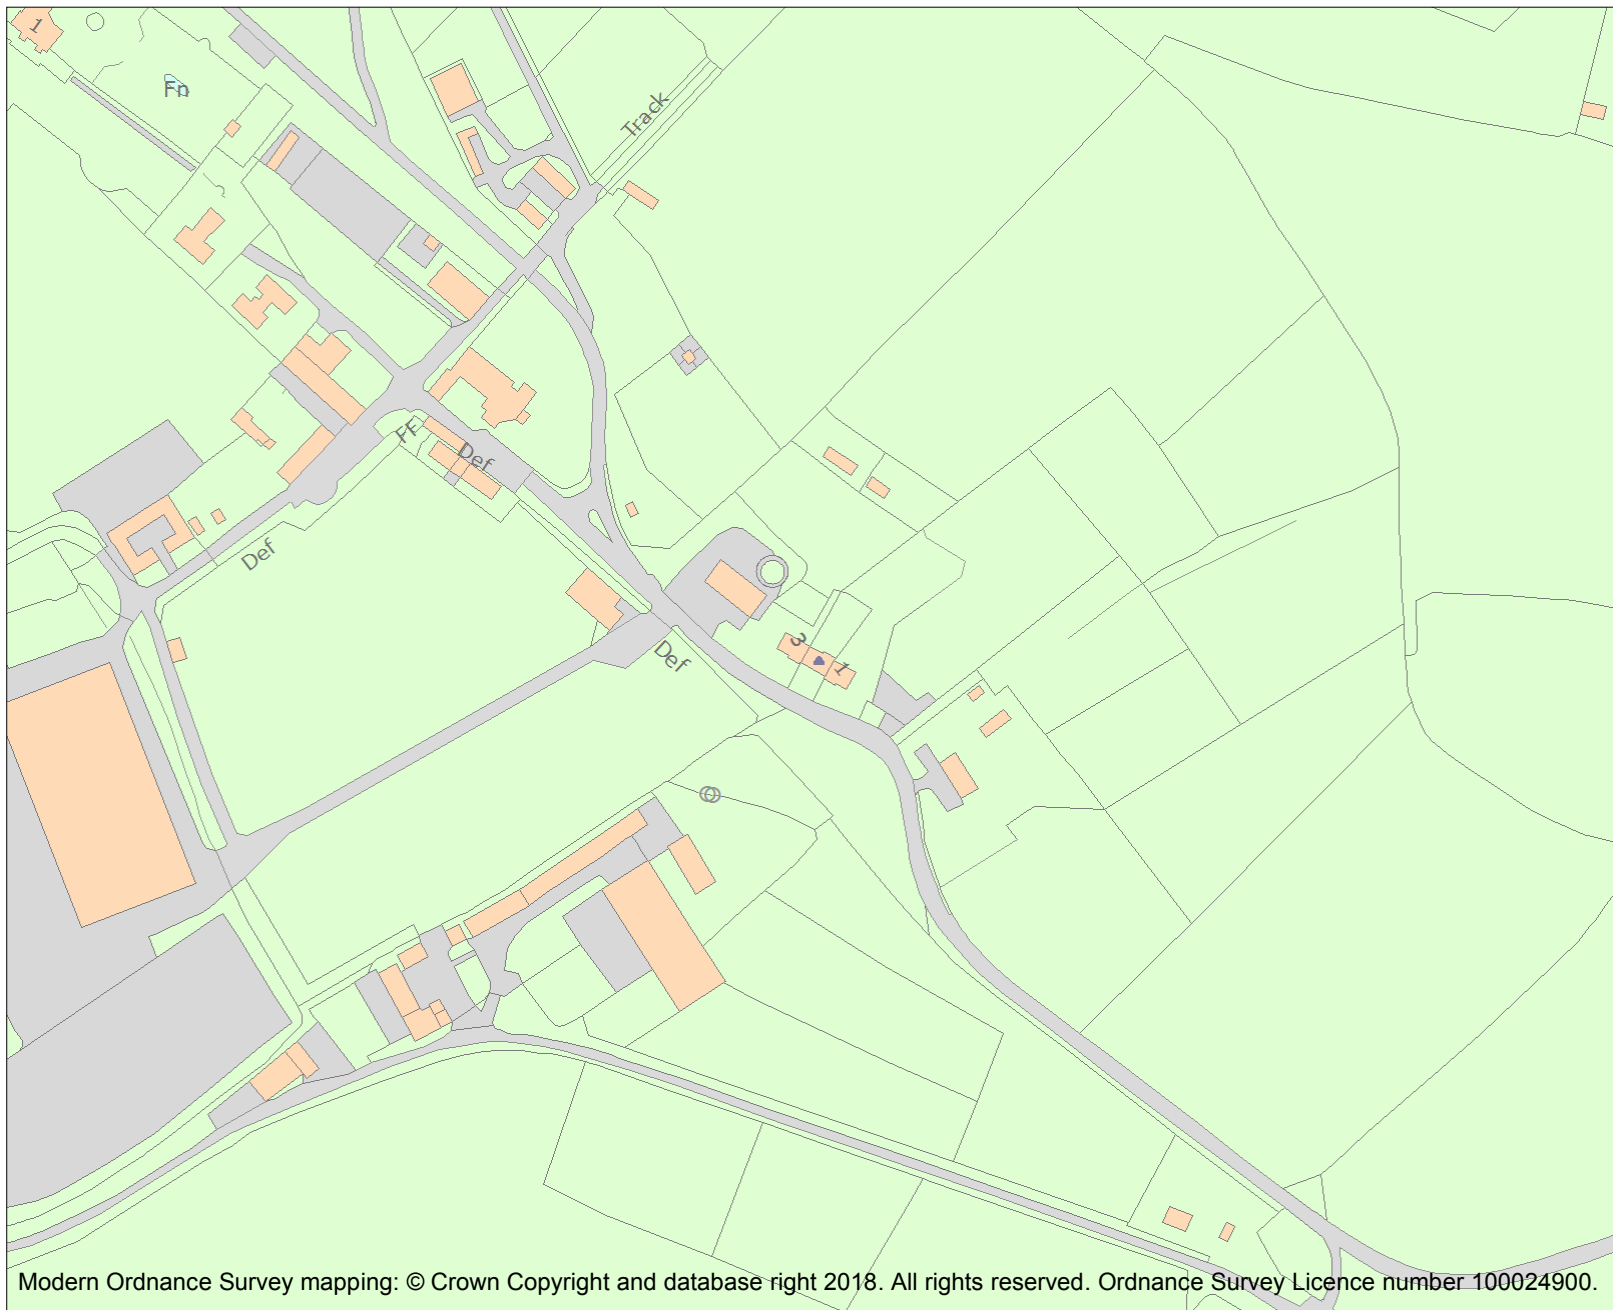 1
Fn
Track
FF
Def
Def
3
1
Def
Modern Ordnance Survey mapping: © Crown Copyright and database right 2018. All rights reserved. Ordnance Survey Licence number 100024900.